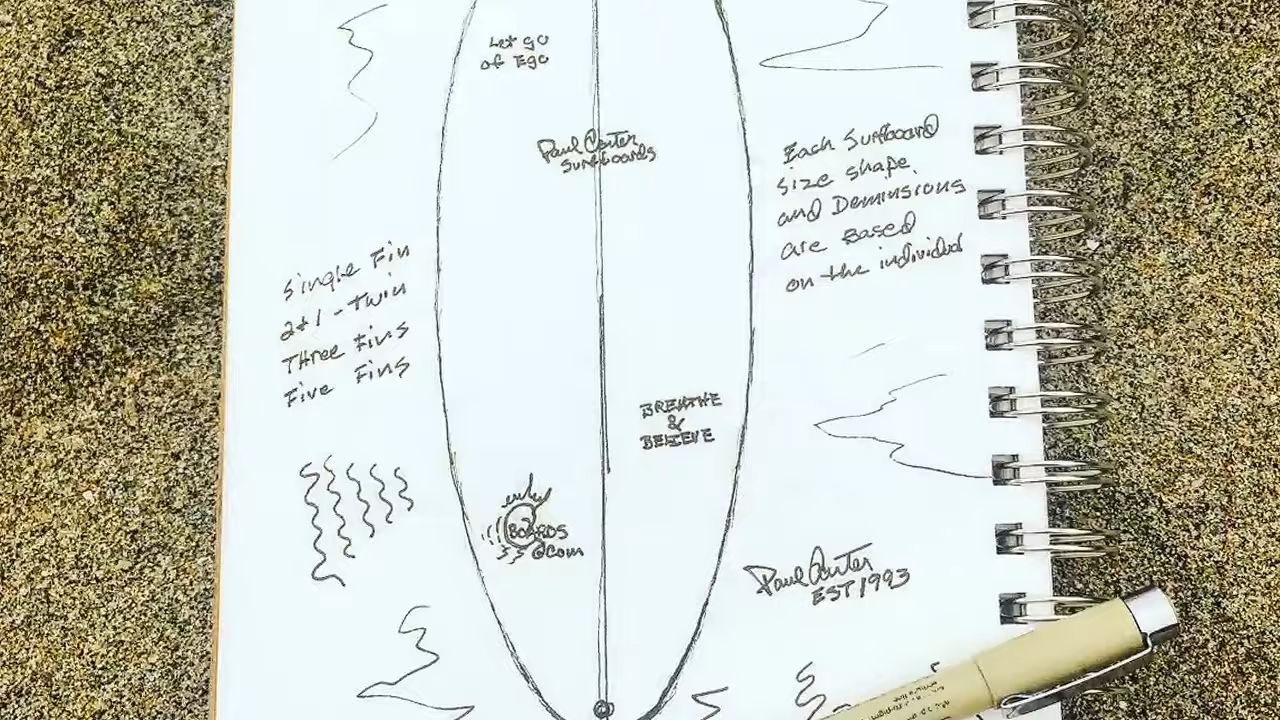 Let go
of Ego
Paul Carter
Surfboards
Each Surfboard
size shape
and Deminsions
are Based
on the individual
Single Fin
2+1 - Twin
THree Fins
Five Fins
BREATHE
&
BELIEVE
only
BOARDS
@com
Paul Carter
EST 1993